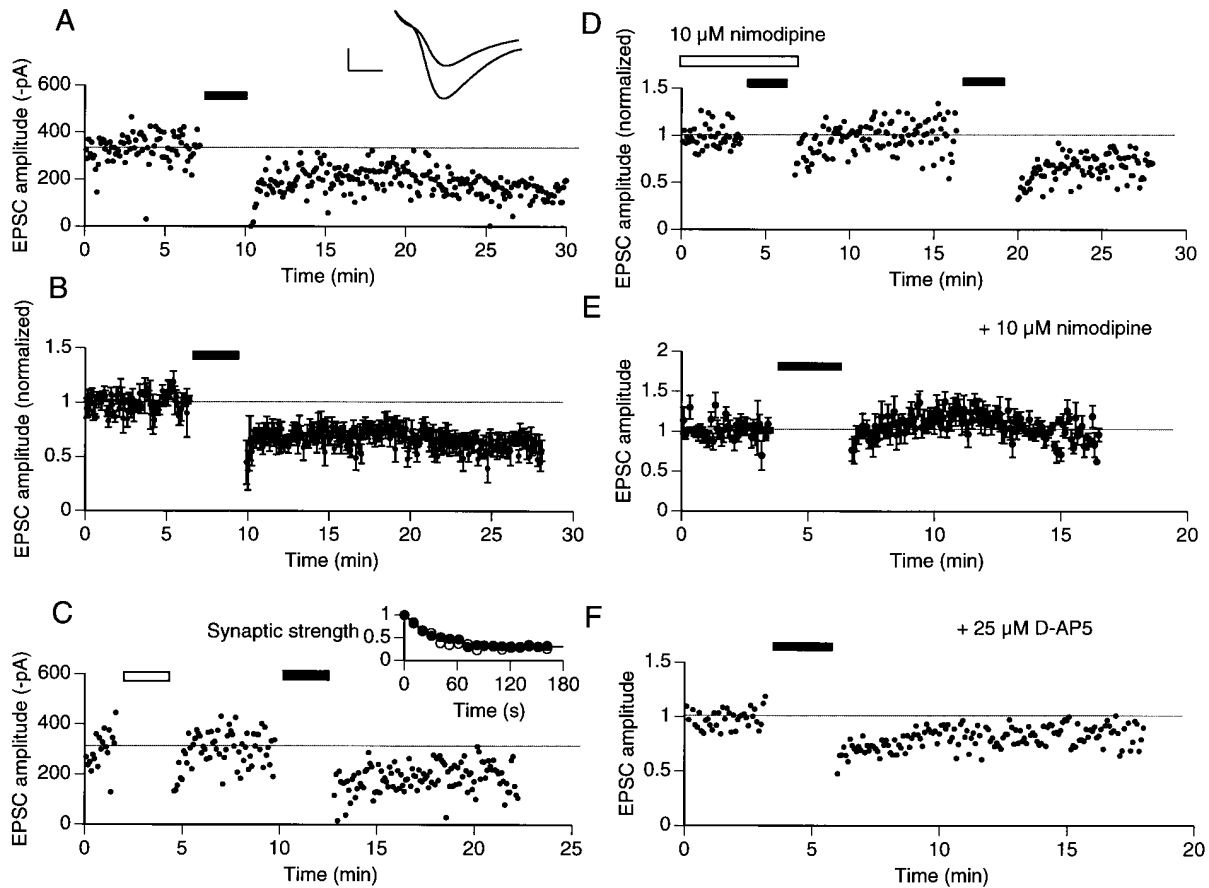 A
EPSC amplitude (-pA)
600
400
200
0
0 5 10 15 20 25 30
Time (min)
B
EPSC amplitude (normalized)
1.5
1
0.5
0
0 5 10 15 20 25 30
Time (min)
C
Synaptic strength
1
0.5
0
0 60 120 180
Time (s)
EPSC amplitude (-pA)
600
400
200
0
0 5 10 15 20 25
Time (min)
D
10 µM nimodipine
EPSC amplitude (normalized)
1.5
1
0.5
0
0 5 10 15 20 25 30
Time (min)
E
+ 10 µM nimodipine
EPSC amplitude
2
1.5
1
0.5
0
0 5 10 15 20
Time (min)
F
+ 25 µM D-AP5
EPSC amplitude
1.5
1
0.5
0
0 5 10 15 20
Time (min)